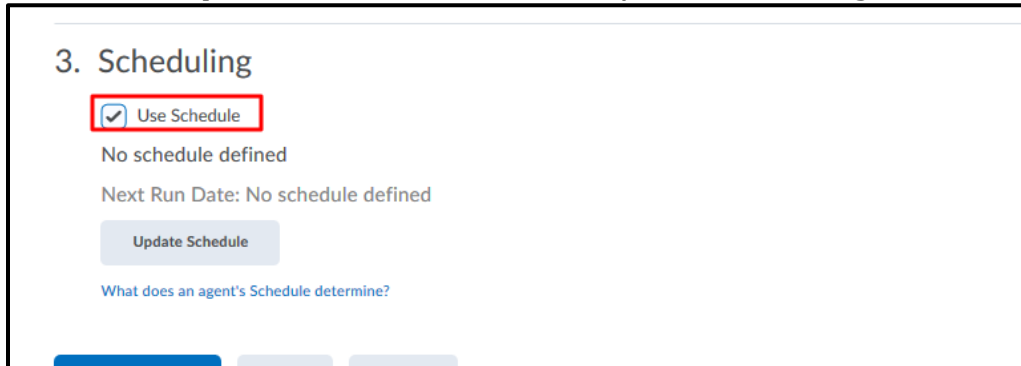 3. Scheduling
Use Schedule
No schedule defined
Next Run Date: No schedule defined
Update Schedule
What does an agent's Schedule determine?